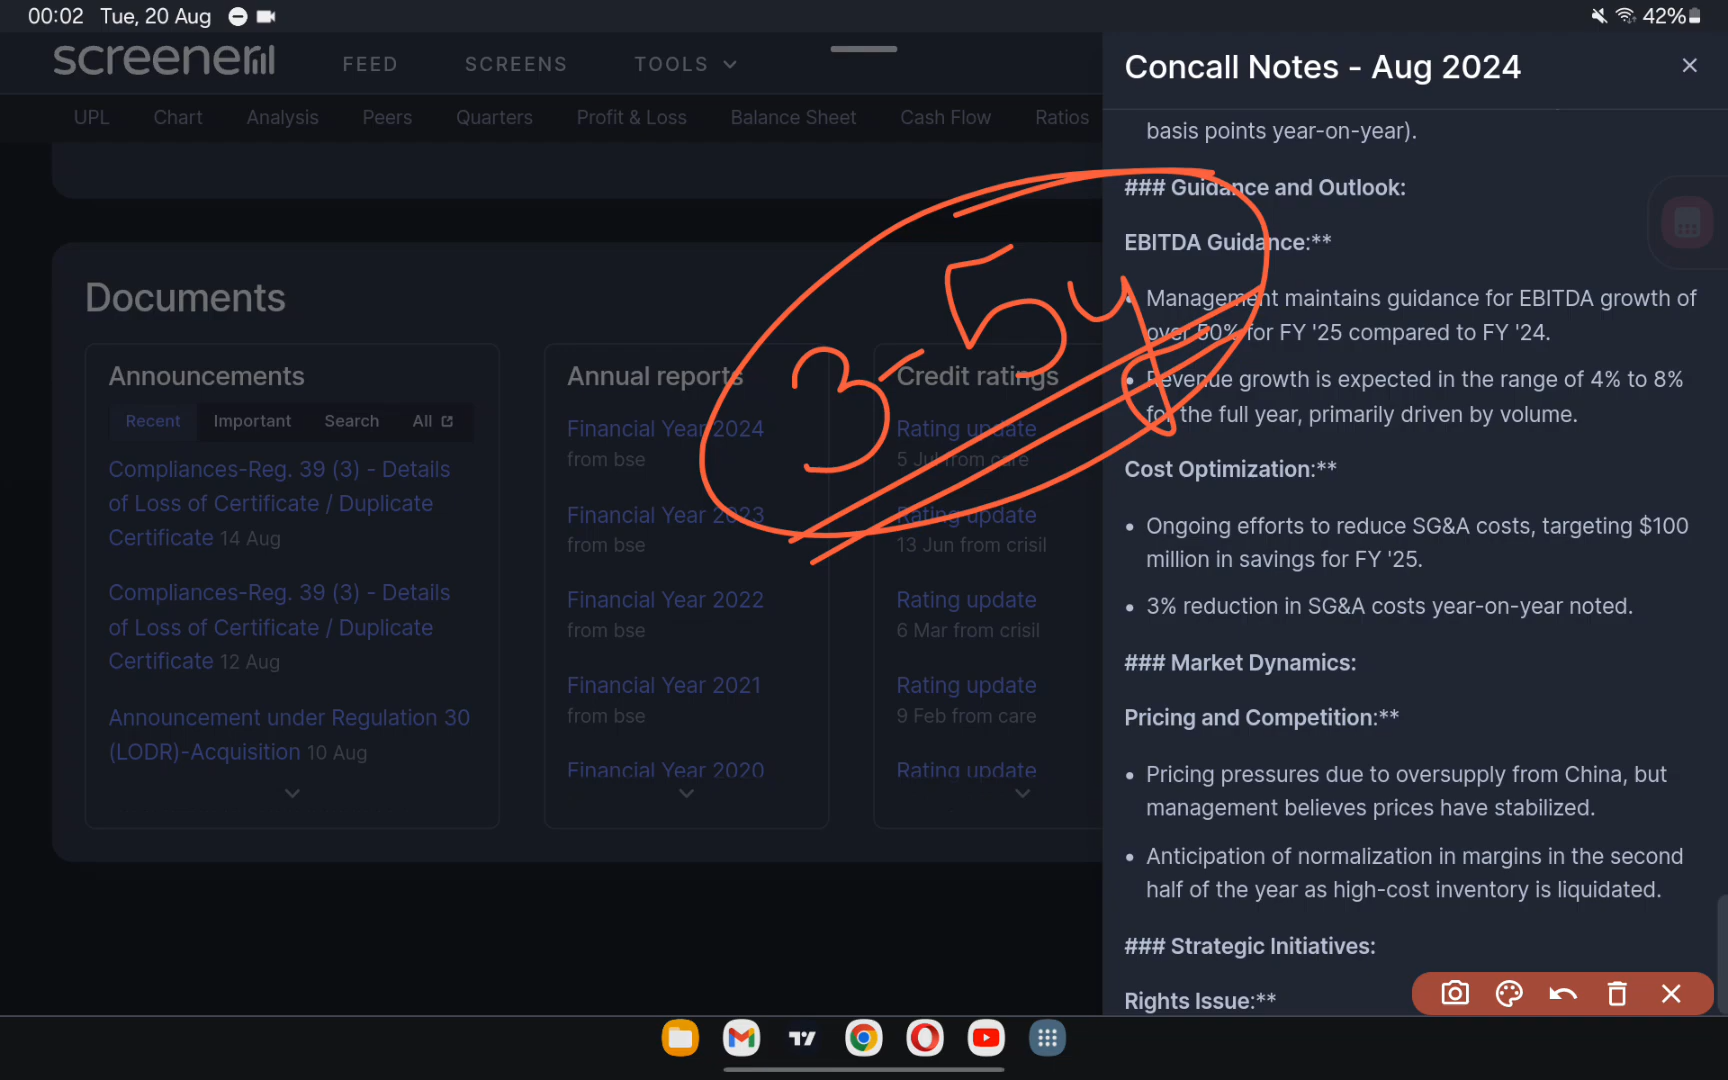 00:02 Tue, 20 Aug
42%
screener
FEED SCREENS TOOLS
UPL Chart Analysis Peers Quarters Profit & Loss Balance Sheet Cash Flow Ratios
Documents
Announcements
Recent Important Search All
Compliances-Reg. 39 (3) - Details
of Loss of Certificate / Duplicate
Certificate 14 Aug
Compliances-Reg. 39 (3) - Details
of Loss of Certificate / Duplicate
Certificate 12 Aug
Announcement under Regulation 30
(LODR)-Acquisition 10 Aug
Annual reports
Financial Year 2024
from bse
Financial Year 2023
from bse
Financial Year 2022
from bse
Financial Year 2021
from bse
Financial Year 2020
Credit ratings
Rating update
5 Jul from care
Rating update
13 Jun from crisil
Rating update
6 Mar from crisil
Rating update
9 Feb from care
Rating update
3-5y
Concall Notes - Aug 2024
basis points year-on-year).
### Guidance and Outlook:
EBITDA Guidance:**
• Management maintains guidance for EBITDA growth of
over 50% for FY '25 compared to FY '24.
• Revenue growth is expected in the range of 4% to 8%
for the full year, primarily driven by volume.
Cost Optimization:**
• Ongoing efforts to reduce SG&A costs, targeting $100
million in savings for FY '25.
• 3% reduction in SG&A costs year-on-year noted.
### Market Dynamics:
Pricing and Competition:**
• Pricing pressures due to oversupply from China, but
management believes prices have stabilized.
• Anticipation of normalization in margins in the second
half of the year as high-cost inventory is liquidated.
### Strategic Initiatives:
Rights Issue:**